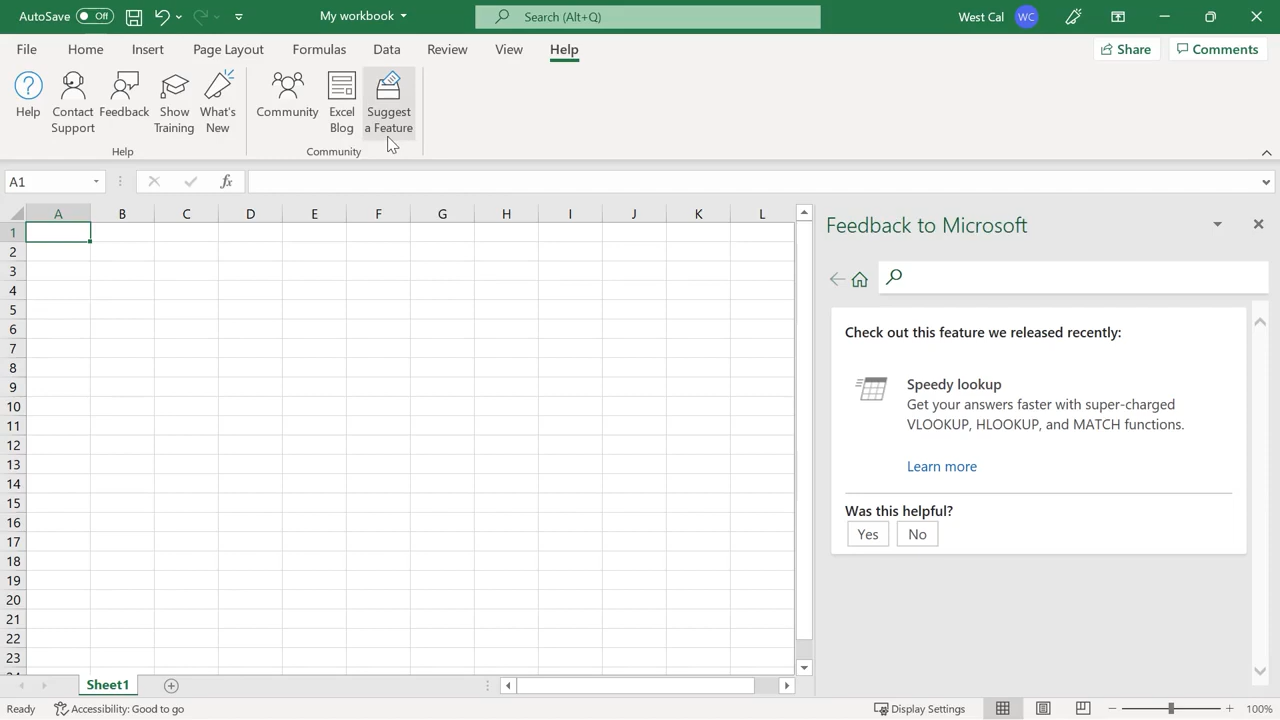 AutoSave Off
My workbook
Search (Alt+Q)
West Cal WC
File Home Insert Page Layout Formulas Data Review View Help
Share Comments
Help Contact Support Feedback Show Training What's New
Community Excel Blog Suggest a Feature
Help Community
A1
fx
A B C D E F G H I J K L
1
2
3
4
5
6
7
8
9
10
11
12
13
14
15
16
17
18
19
20
21
22
23
Feedback to Microsoft
Check out this feature we released recently:
Speedy lookup
Get your answers faster with super-charged
VLOOKUP, HLOOKUP, and MATCH functions.
Learn more
Was this helpful?
Yes No
Sheet1
Ready Accessibility: Good to go Display Settings 100%